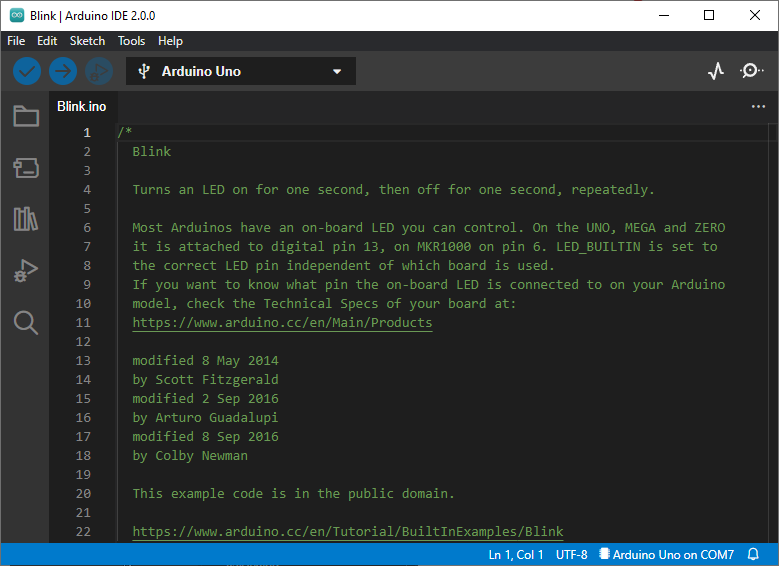 Blink | Arduino IDE 2.0.0
File Edit Sketch Tools Help
Arduino Uno
Blink.ino
1 /*
2 Blink
3
4 Turns an LED on for one second, then off for one second, repeatedly.
5
6 Most Arduinos have an on-board LED you can control. On the UNO, MEGA and ZERO
7 it is attached to digital pin 13, on MKR1000 on pin 6. LED_BUILTIN is set to
8 the correct LED pin independent of which board is used.
9 If you want to know what pin the on-board LED is connected to on your Arduino
10 model, check the Technical Specs of your board at:
11 https://www.arduino.cc/en/Main/Products
12
13 modified 8 May 2014
14 by Scott Fitzgerald
15 modified 2 Sep 2016
16 by Arturo Guadalupi
17 modified 8 Sep 2016
18 by Colby Newman
19
20 This example code is in the public domain.
21
22 https://www.arduino.cc/en/Tutorial/BuiltInExamples/Blink
Ln 1, Col 1 UTF-8 Arduino Uno on COM7